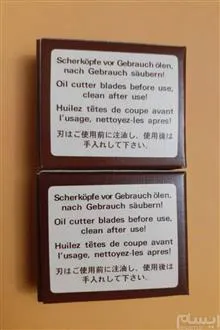 Scherköpfe vor Gebrauch ölen,
nach Gebrauch säubern!
Oil cutter blades before use,
clean after use!
Huilez têtes de coupe avant
l'usage, nettoyez-les apres!
刃はご使用前に注油し、使用後は
手入れして下さい。
Scherköpfe vor Gebrauch ölen,
nach Gebrauch säubern!
Oil cutter blades before use,
clean after use!
Huilez têtes de coupe avant
l'usage, nettoyez-les apres!
刃はご使用前に注油し、使用後は
手入れして下さい。
ابسام